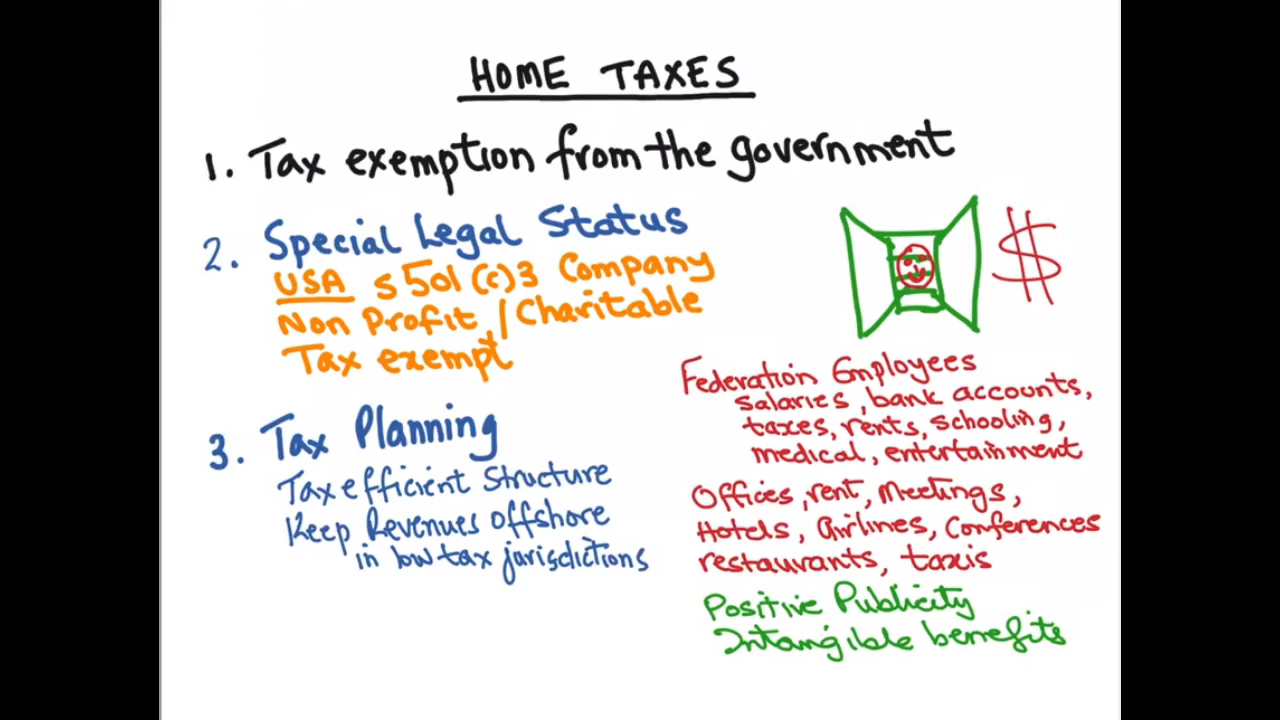 HOME TAXES
1. Tax exemption from the government
2. Special Legal Status
USA s 501 (c) 3 Company
Non Profit / Charitable
Tax exempt
3. Tax Planning
Tax efficient Structure
Keep Revenues offshore
in low tax jurisdictions
$
Federation Employees
salaries, bank accounts,
taxes, rents, schooling,
medical, entertainment
Offices, rent, Meetings,
Hotels, Airlines, Conferences
restaurants, taxis
Positive Publicity
Intangible benefits